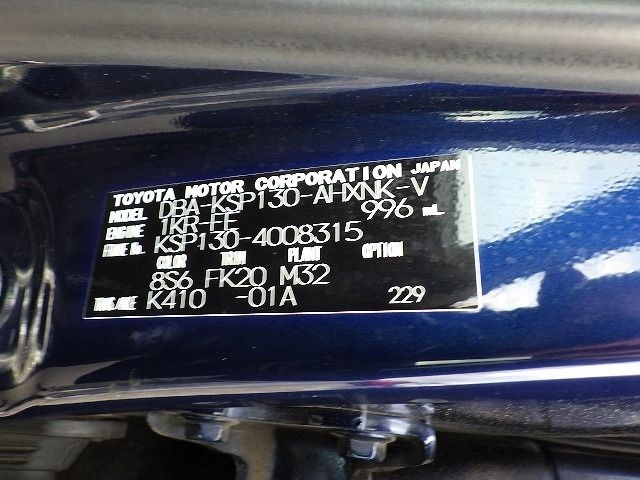 TOYOTA MOTOR CORPORATION JAPAN
MODEL DBA-KSP130-AHXNK-V
ENGINE 1KR-FE 996 mL
FRAME No. KSP130-4008315
COLOR TRIM PLANT OPTION
8S6 FK20 M32
TRANS./AXLE K410 -01A 229